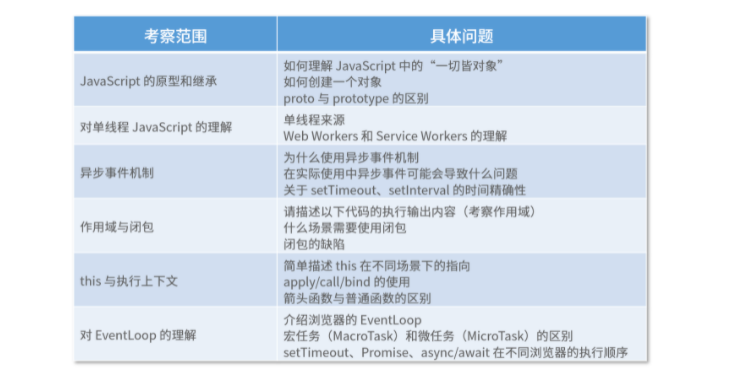 考察范围
具体问题
JavaScript 的原型和继承
如何理解 JavaScript 中的“一切皆对象”
如何创建一个对象
proto 与 prototype 的区别
对单线程 JavaScript 的理解
单线程来源
Web Workers 和 Service Workers 的理解
异步事件机制
为什么使用异步事件机制
在实际使用中异步事件可能会导致什么问题
关于 setTimeout、setInterval 的时间精确性
作用域与闭包
请描述以下代码的执行输出内容（考察作用域）
什么场景需要使用闭包
闭包的缺陷
this 与执行上下文
简单描述 this 在不同场景下的指向
apply/call/bind 的使用
箭头函数与普通函数的区别
对 EventLoop 的理解
介绍浏览器的 EventLoop
宏任务（MacroTask）和微任务（MicroTask）的区别
setTimeout、Promise、async/await 在不同浏览器的执行顺序